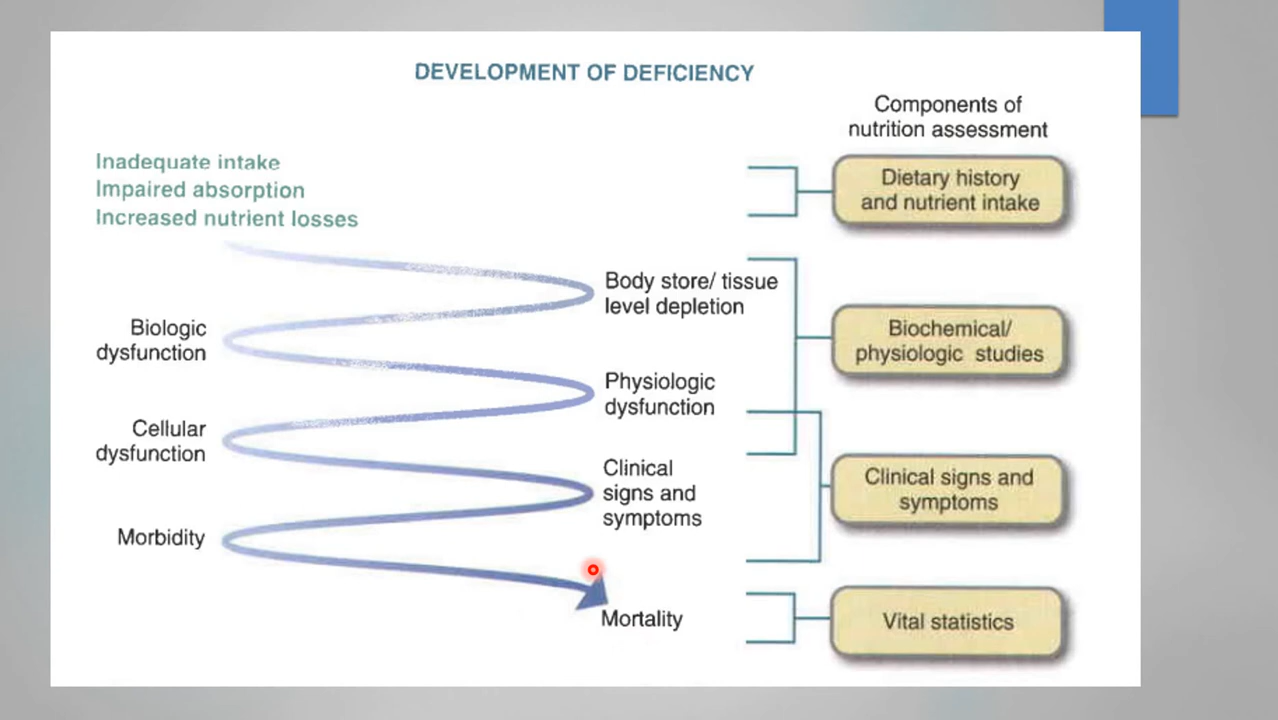 DEVELOPMENT OF DEFICIENCY
Components of
nutrition assessment
Inadequate intake
Impaired absorption
Increased nutrient losses
Dietary history
and nutrient intake
Body store/ tissue
level depletion
Biologic
dysfunction
Biochemical/
physiologic studies
Physiologic
dysfunction
Cellular
dysfunction
Clinical
signs and
symptoms
Clinical signs and
symptoms
Morbidity
Mortality
Vital statistics